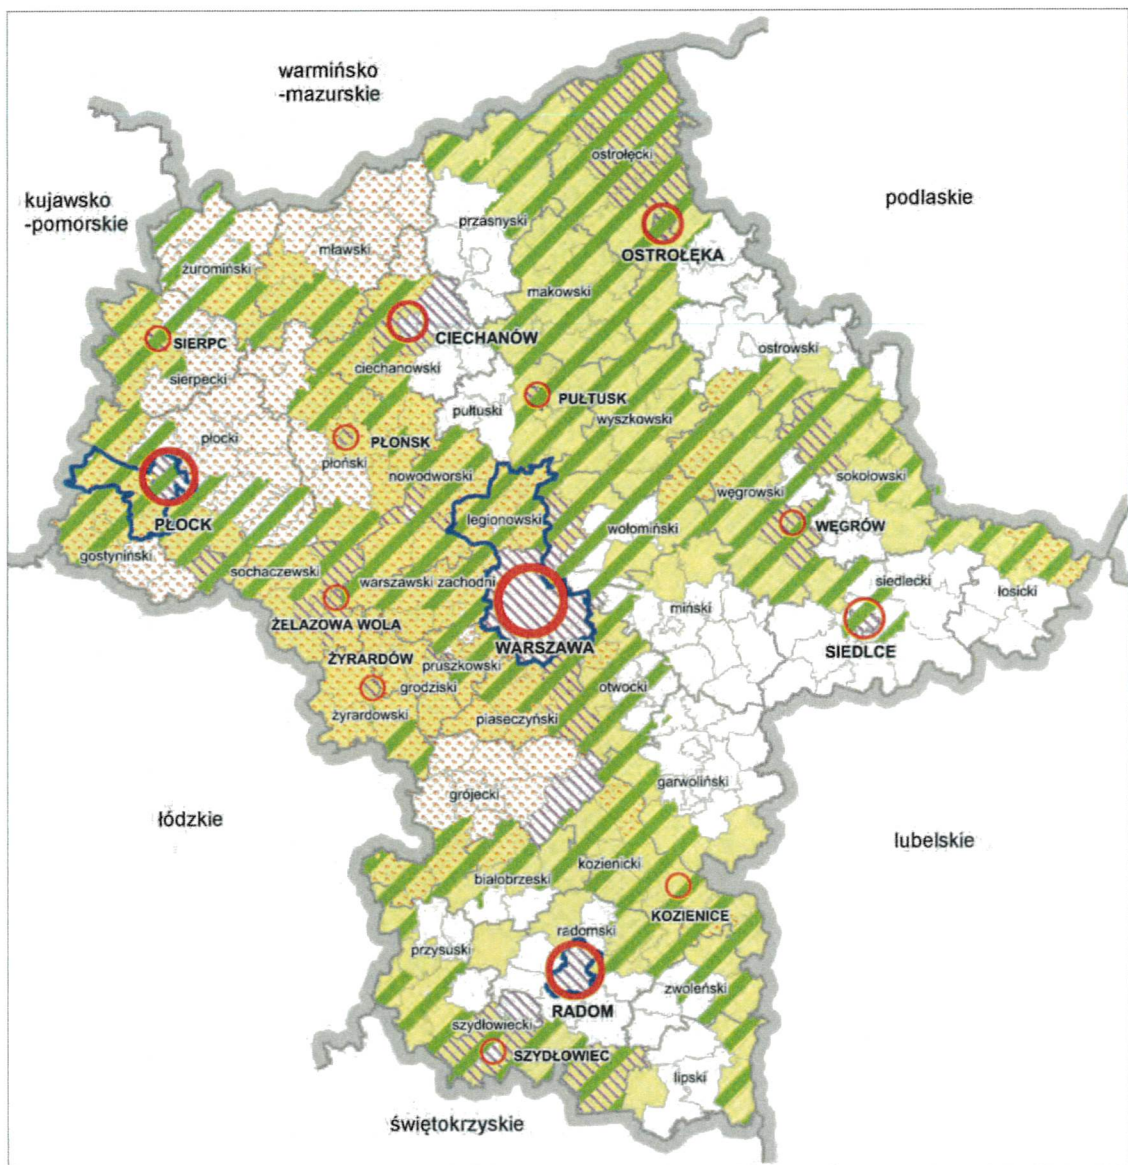 warmińsko
-mazurskie
kujawsko
-pomorskie
podlaskie
ostrołęcki
przasnyski
mławski
żuromiński
OSTROŁĘKA
makowski
CIECHANÓW
SIERPC
ciechanowski
ostrowski
sierpecki
PUŁTUSK
pułtuski
wyszkowski
płocki
PŁOŃSK
płoński
nowodworski
sokołowski
węgrowski
legionowski
PŁOCK
wołomiński
WĘGRÓW
gostyniński
sochaczewski
warszawski zachodni
siedlecki
łosicki
miński
ŻELAZOWA WOLA
WARSZAWA
SIEDLCE
ŻYRARDÓW
pruszkowski
grodziski
otwocki
żyrardowski
piaseczyński
garwoliński
grójecki
łódzkie
lubelskie
kozienicki
białobrzeski
KOZIENICE
radomski
przysuski
zwoleński
RADOM
szydłowiecki
SZYDŁOWIEC
lipski
świętokrzyskie